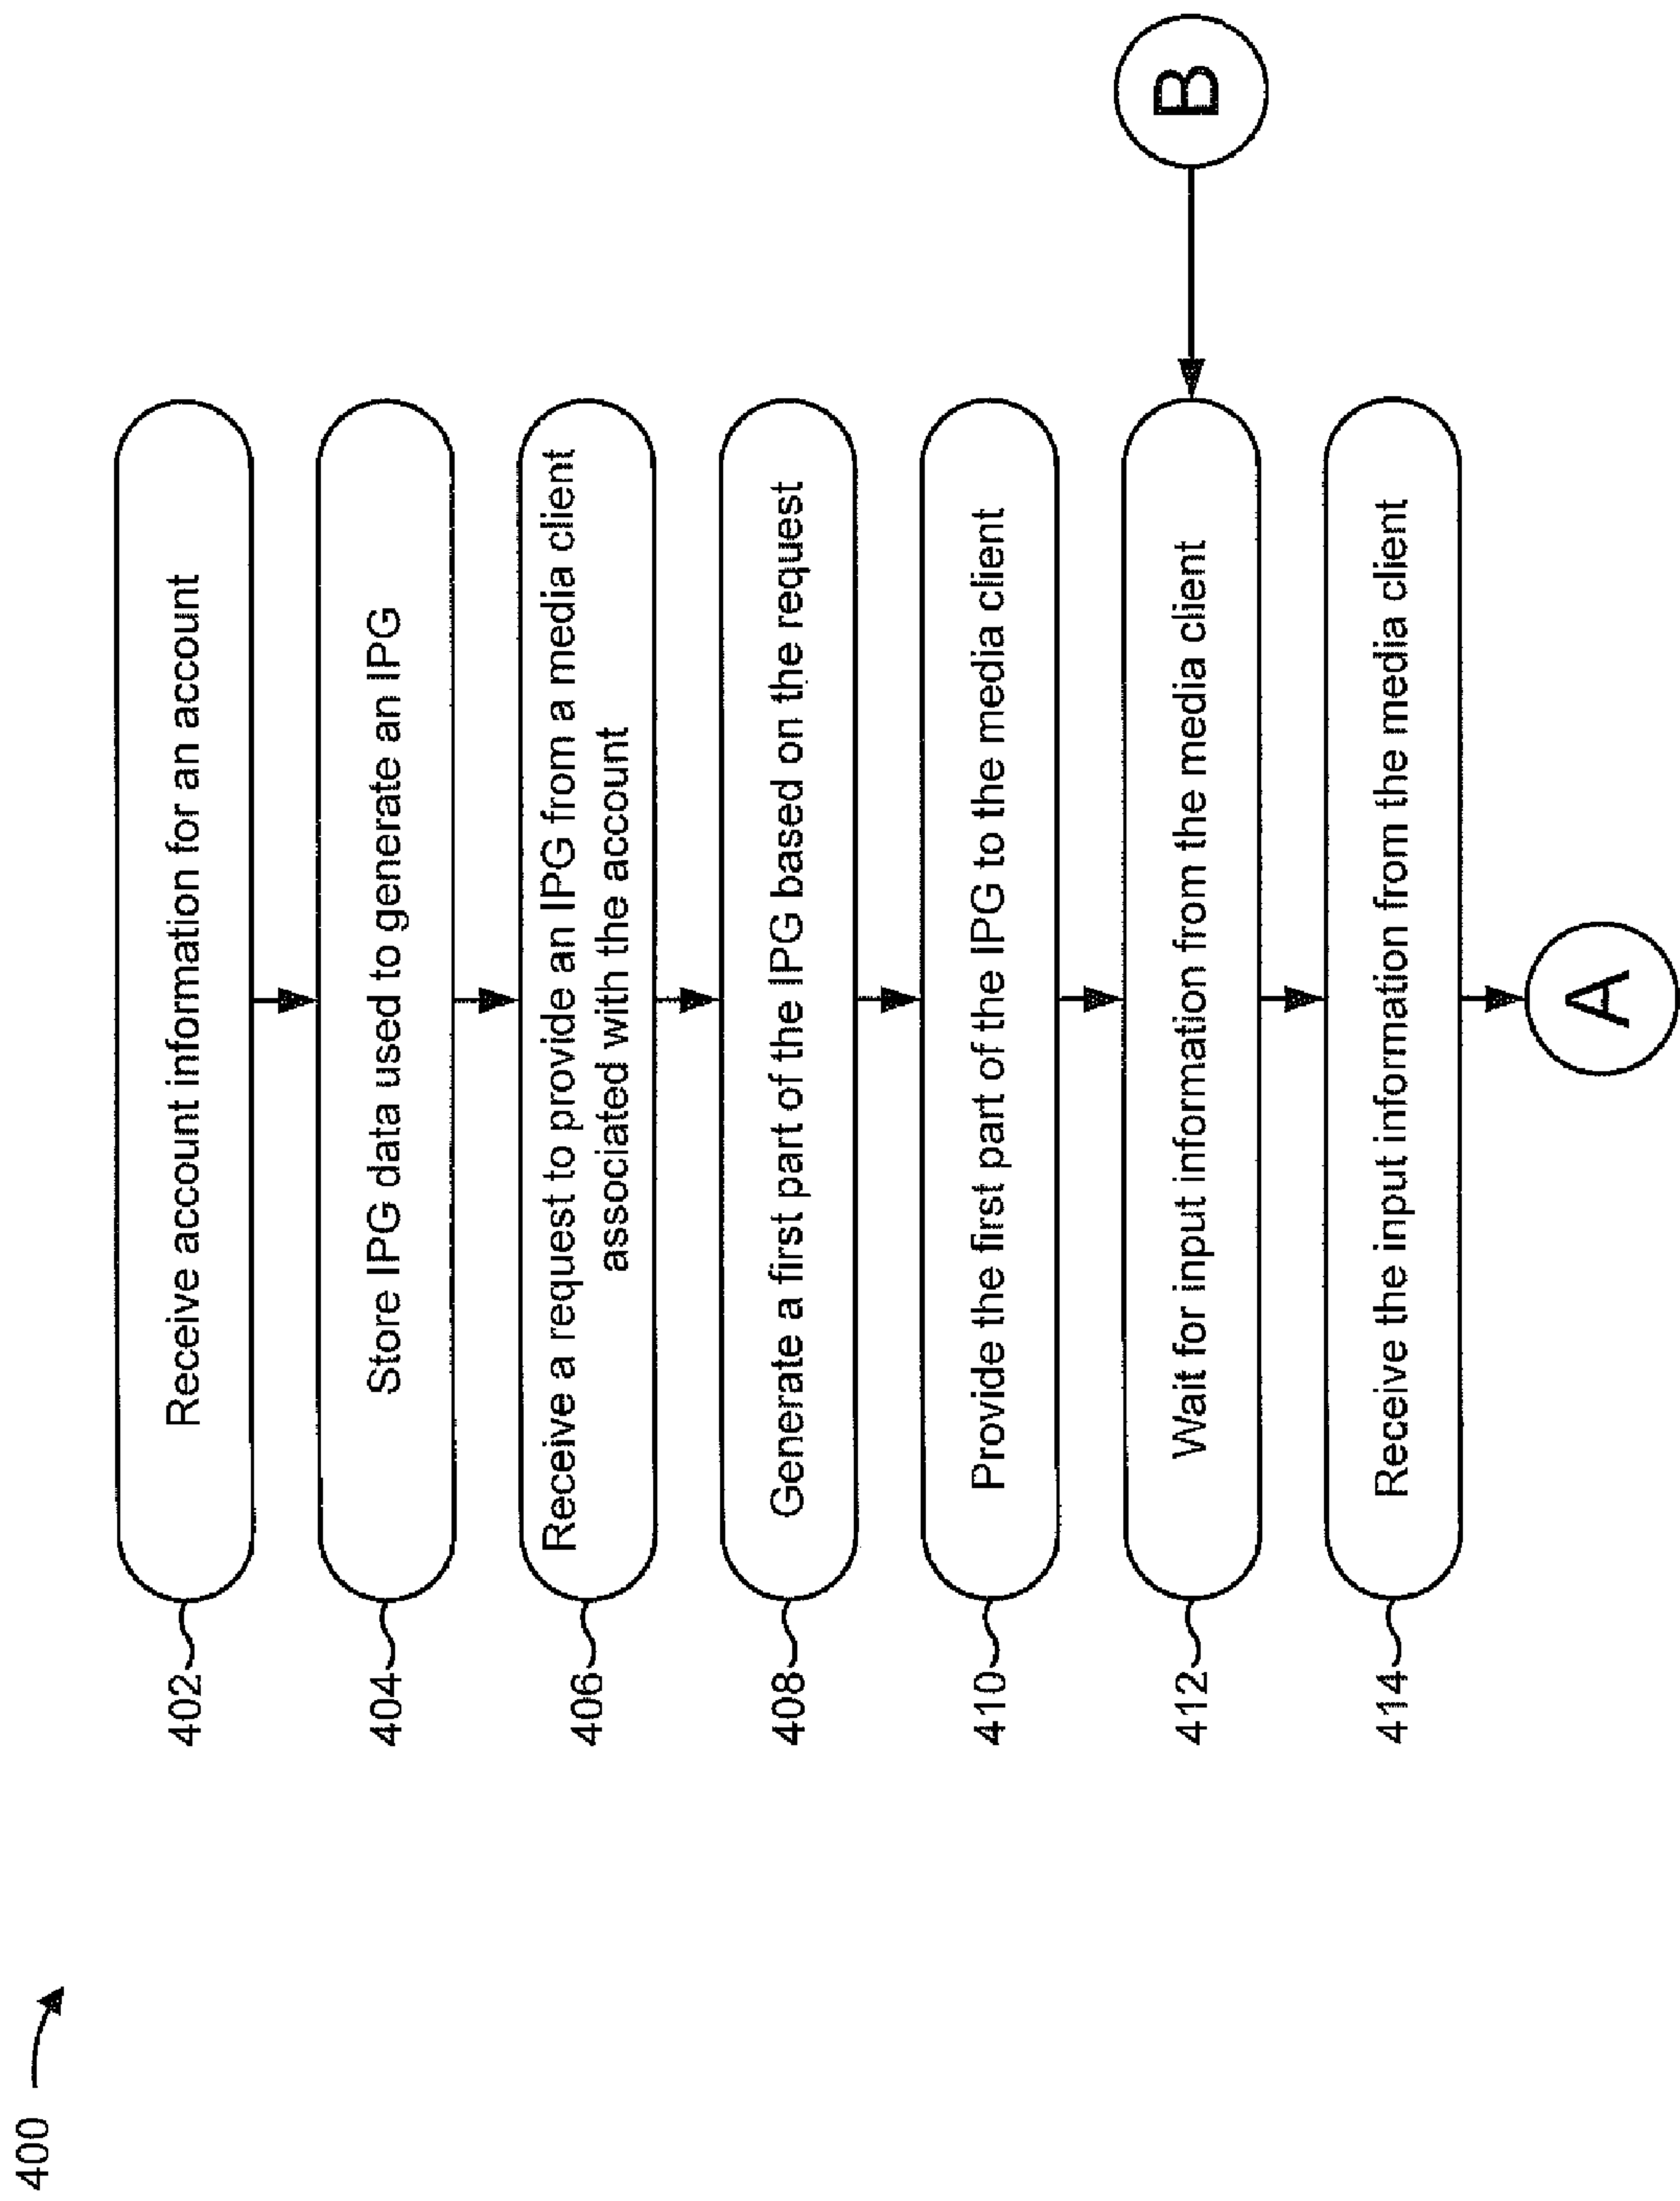 400
402
Receive account information for an account
404
Store IPG data used to generate an IPG
406
Receive a request to provide an IPG from a media client
associated with the account
408
Generate a first part of the IPG based on the request
410
Provide the first part of the IPG to the media client
412
Wait for input information from the media client
B
414
Receive the input information from the media client
A